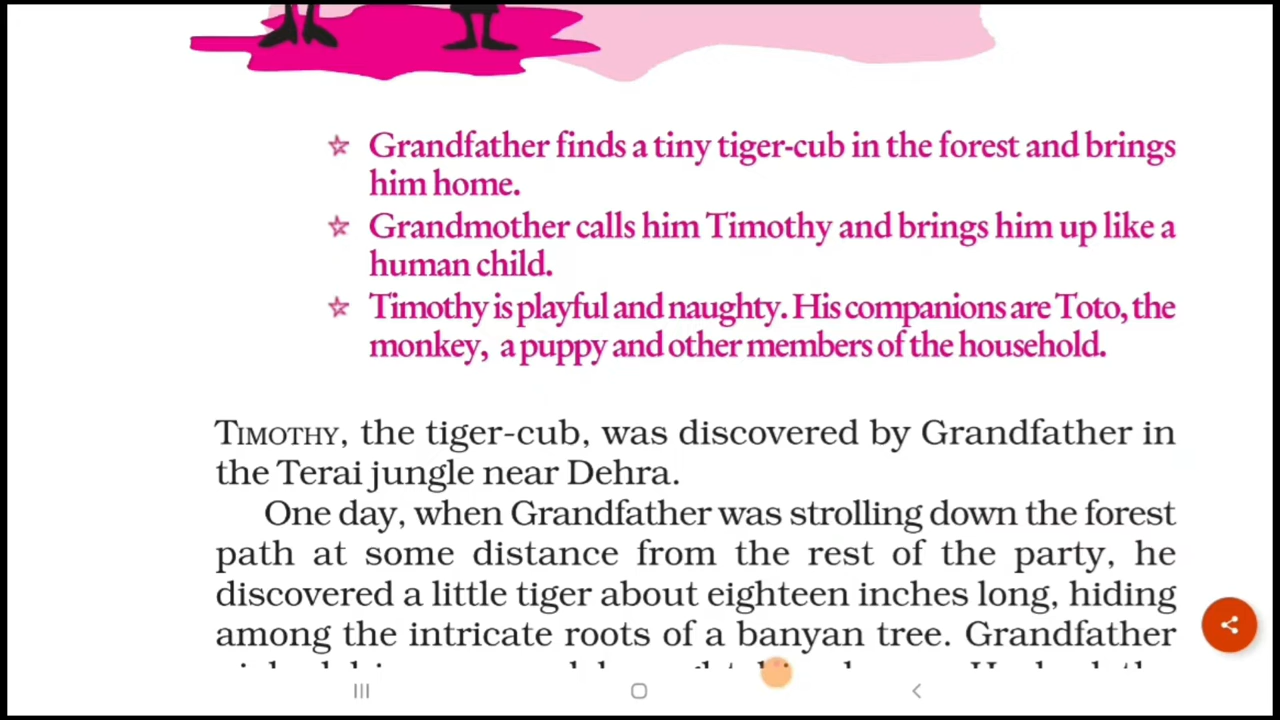 Grandfather finds a tiny tiger-cub in the forest and brings
him home.
Grandmother calls him Timothy and brings him up like a
human child.
Timothy is playful and naughty. His companions are Toto, the
monkey, a puppy and other members of the household.
TIMOTHY, the tiger-cub, was discovered by Grandfather in
the Terai jungle near Dehra.
One day, when Grandfather was strolling down the forest
path at some distance from the rest of the party, he
discovered a little tiger about eighteen inches long, hiding
among the intricate roots of a banyan tree. Grandfather